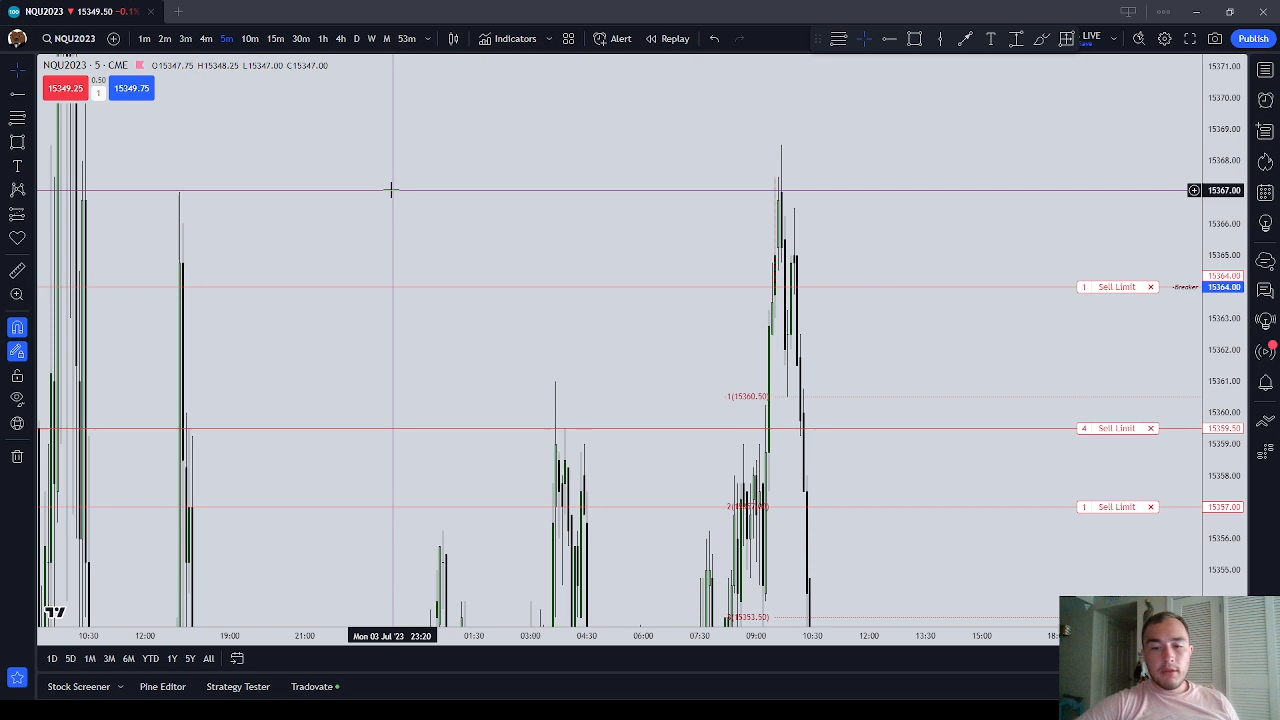 NQU2023 ▼ 15349.50 -0.1%
NQU2023
1m 2m 3m 4m 5m 10m 15m 30m 1h 4h D W M 53m
Indicators
Alert
Replay
LIVE
Save
Publish
NQU2023 · 5 · CME O15347.75 H15348.25 L15347.00 C15347.00
15349.25
0.50
1
15349.75
15371.00
15370.00
15369.00
15368.00
15367.00
15366.00
15365.00
15364.00
1 Sell Limit ×
-Breaker
15364.00
15363.00
15362.00
15361.00
-1(15360.50)
15360.00
4 Sell Limit ×
15359.50
15359.00
15358.00
1 Sell Limit ×
15357.00
15356.00
15355.00
(15353.50)
10:30 12:00 19:00 21:00 Mon 03 Jul '23 23:20 01:30 03:00 04:30 06:00 07:30 09:00 10:30 12:00 13:30 15:00
1D 5D 1M 3M 6M YTD 1Y 5Y All
Stock Screener Pine Editor Strategy Tester Tradovate